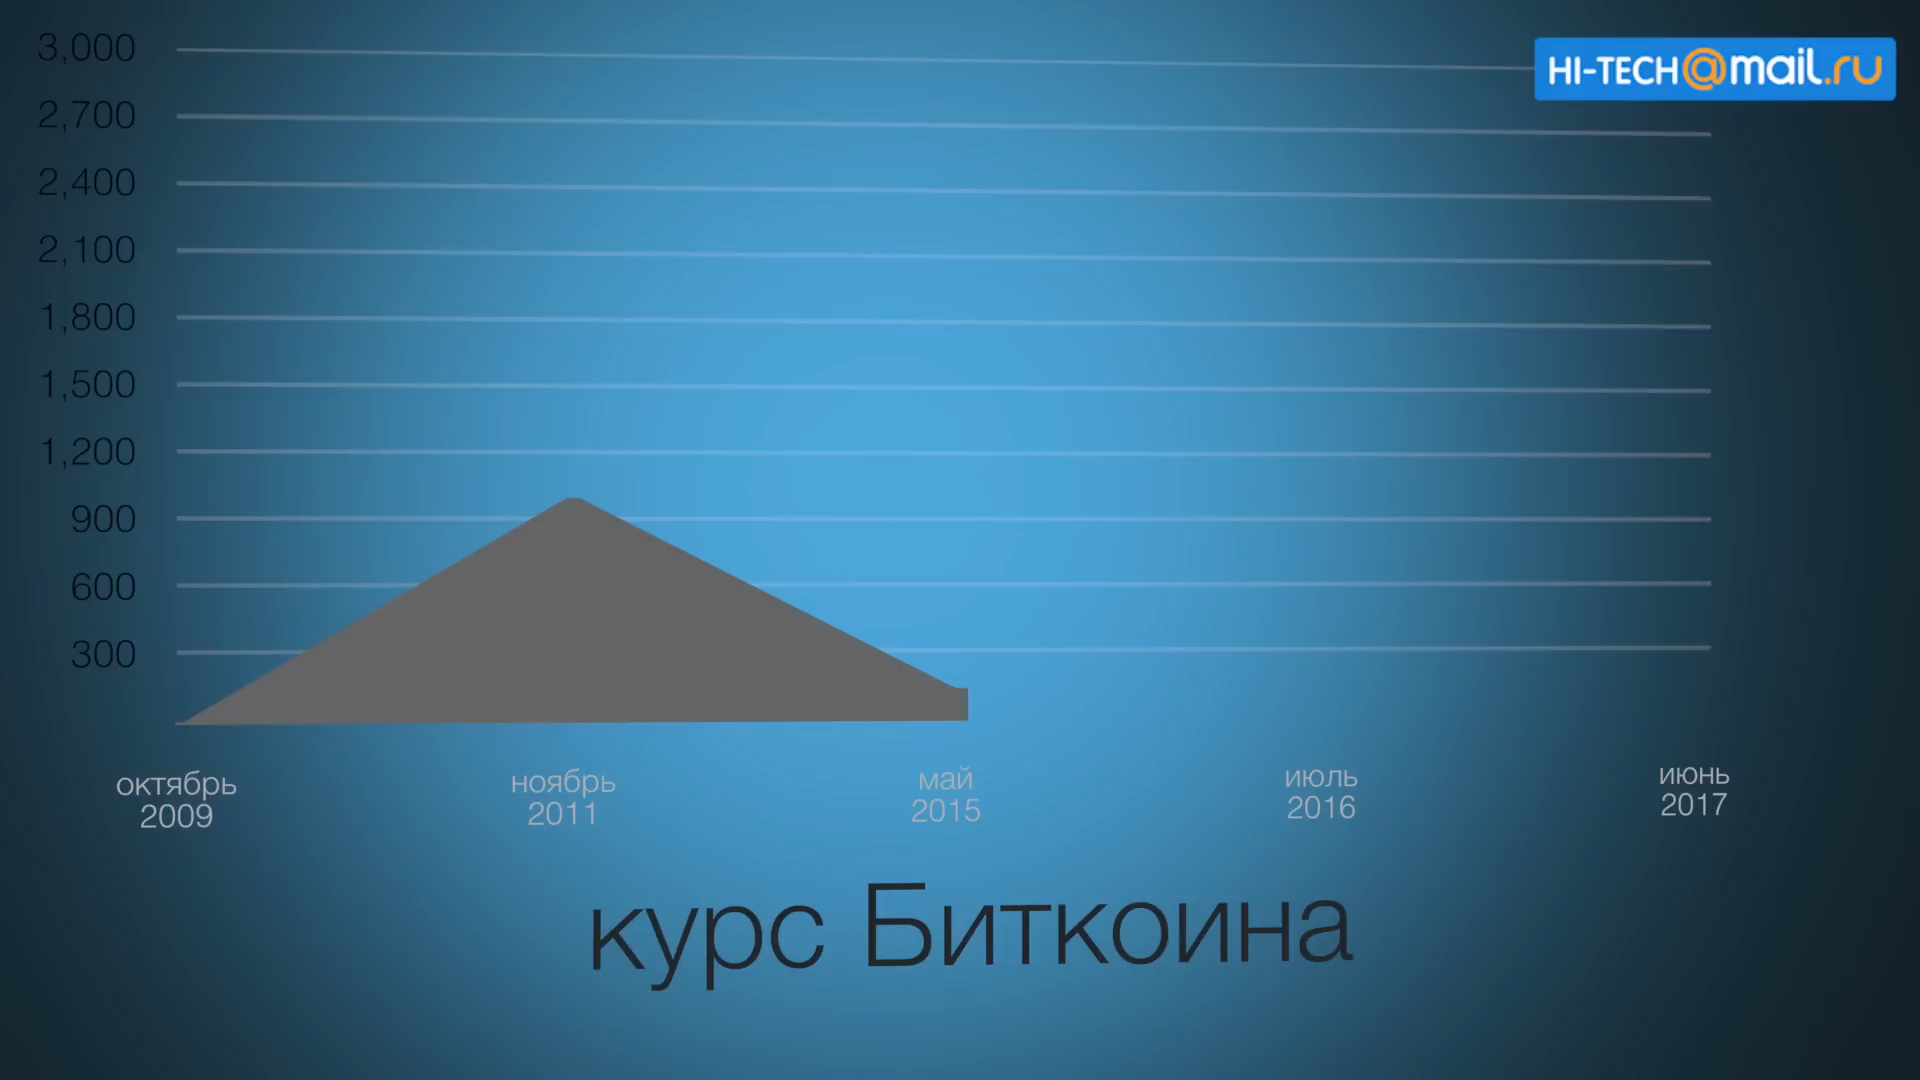 HI-TECH@mail.ru
3,000
2,700
2,400
2,100
1,800
1,500
1,200
900
600
300
октябрь
2009
ноябрь
2011
май
2015
июль
2016
июнь
2017
курс Биткоина